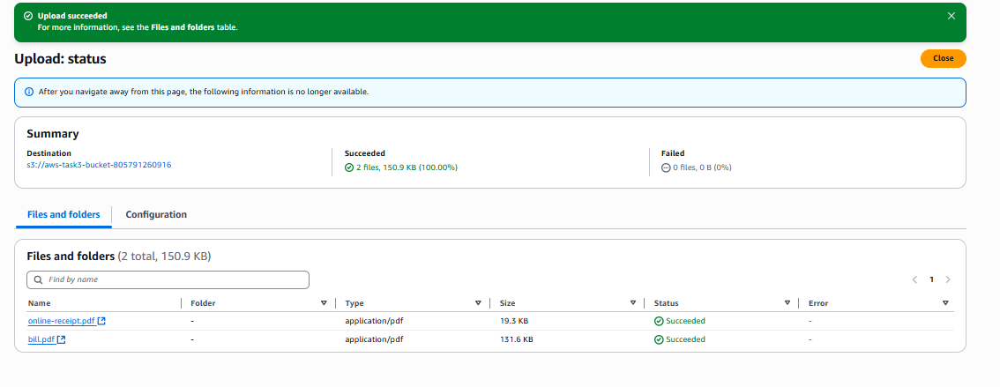 Upload succeeded
For more information, see the Files and folders table.
Upload: status
Close
After you navigate away from this page, the following information is no longer available.
Summary
Destination
s3://aws-task3-bucket-805791260916
Succeeded
2 files, 150.9 KB (100.00%)
Failed
0 files, 0 B (0%)
Files and folders
Configuration
Files and folders (2 total, 150.9 KB)
Find by name
1
Name Folder Type Size Status Error
online-receipt.pdf - application/pdf 19.3 KB Succeeded -
bill.pdf - application/pdf 131.6 KB Succeeded -